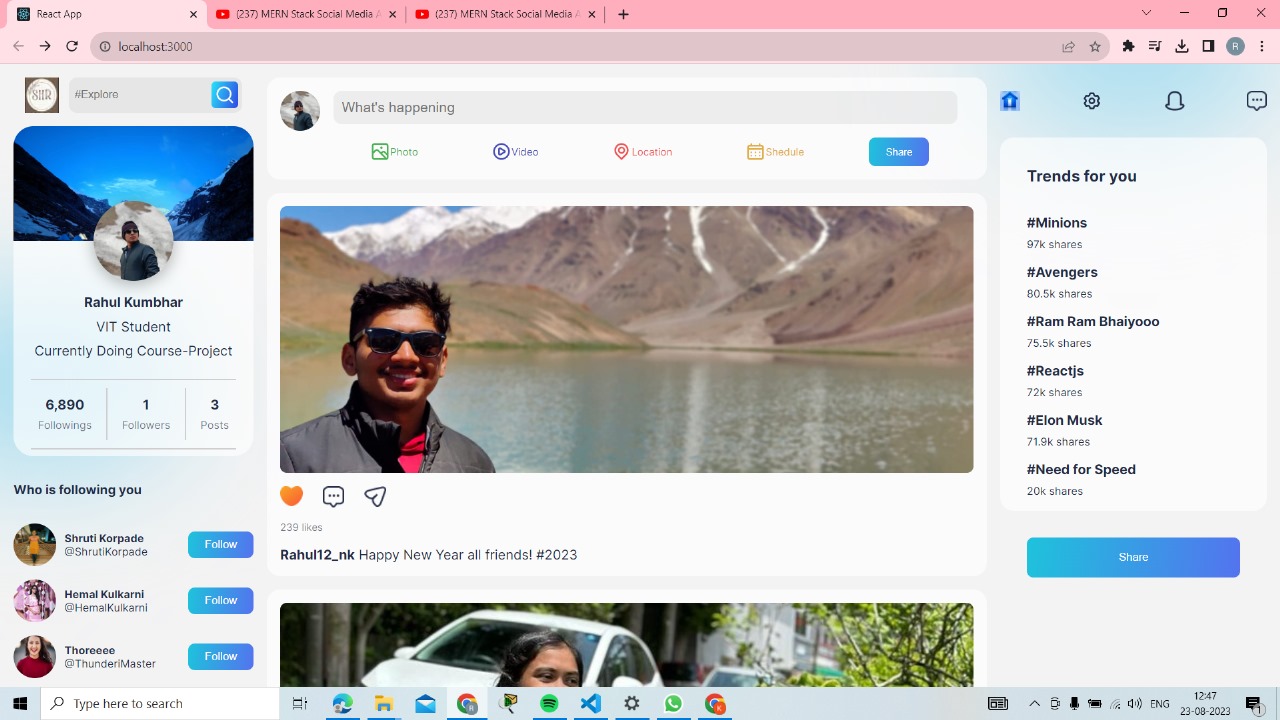 React App
(237) MERN Stack Social Media A
(237) MERN Stack Social Media A
localhost:3000
R
SHR
#Explore
Rahul Kumbhar
VIT Student
Currently Doing Course-Project
6,890 1 3
Followings Followers Posts
Who is following you
Shruti Korpade
@ShrutiKorpade
Follow
Hemal Kulkarni
@HemalKulkarni
Follow
Thoreeee
@ThunderiMaster
Follow
What's happening
Photo Video Location Shedule Share
239 likes
Rahul12_nk Happy New Year all friends! #2023
Trends for you
#Minions
97k shares
#Avengers
80.5k shares
#Ram Ram Bhaiyooo
75.5k shares
#Reactjs
72k shares
#Elon Musk
71.9k shares
#Need for Speed
20k shares
Share
Type here to search
ENG
12:47
23-08-2023
1